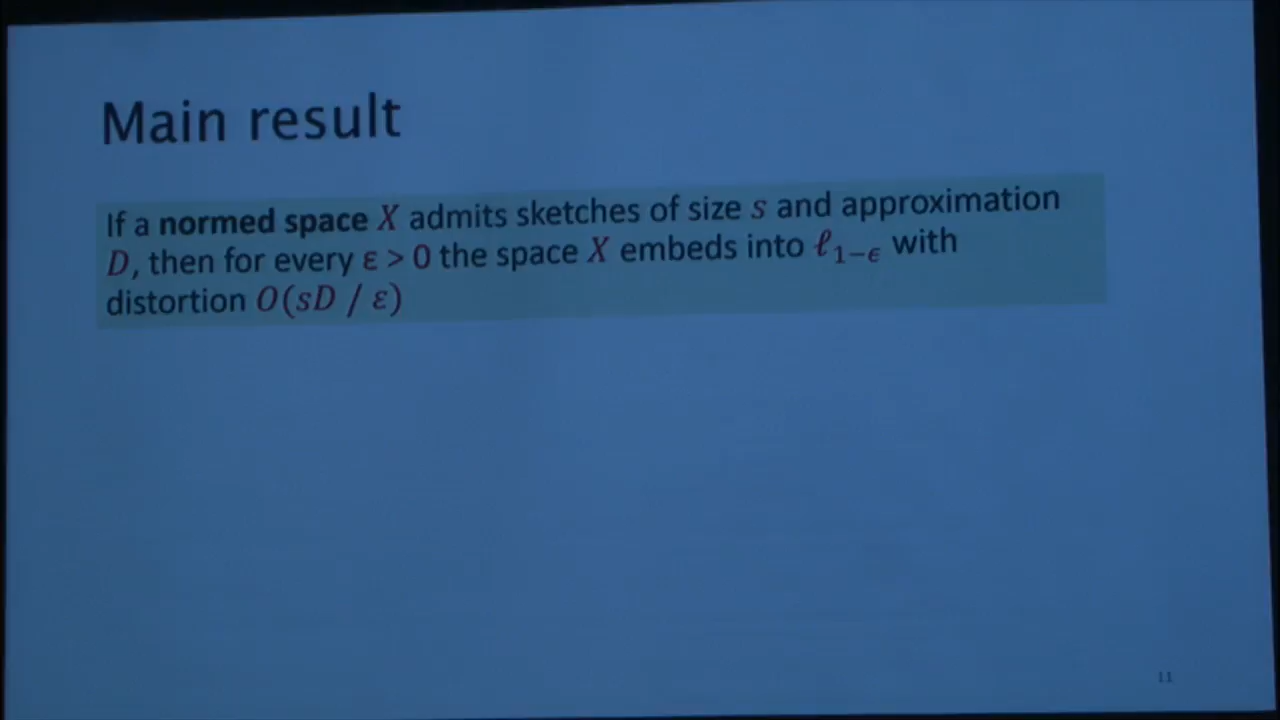 Main result
If a normed space X admits sketches of size s and approximation
D, then for every ε > 0 the space X embeds into ℓ₁₋ϵ with
distortion O(sD / ε)
11